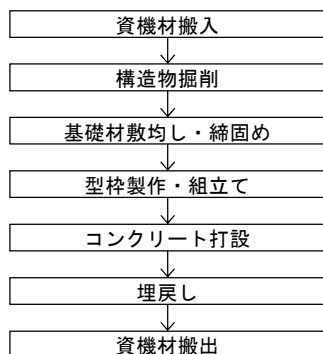 資機材搬入
構造物掘削
基礎材敷均し・締固め
型枠製作・組立て
コンクリート打設
埋戻し
資機材搬出